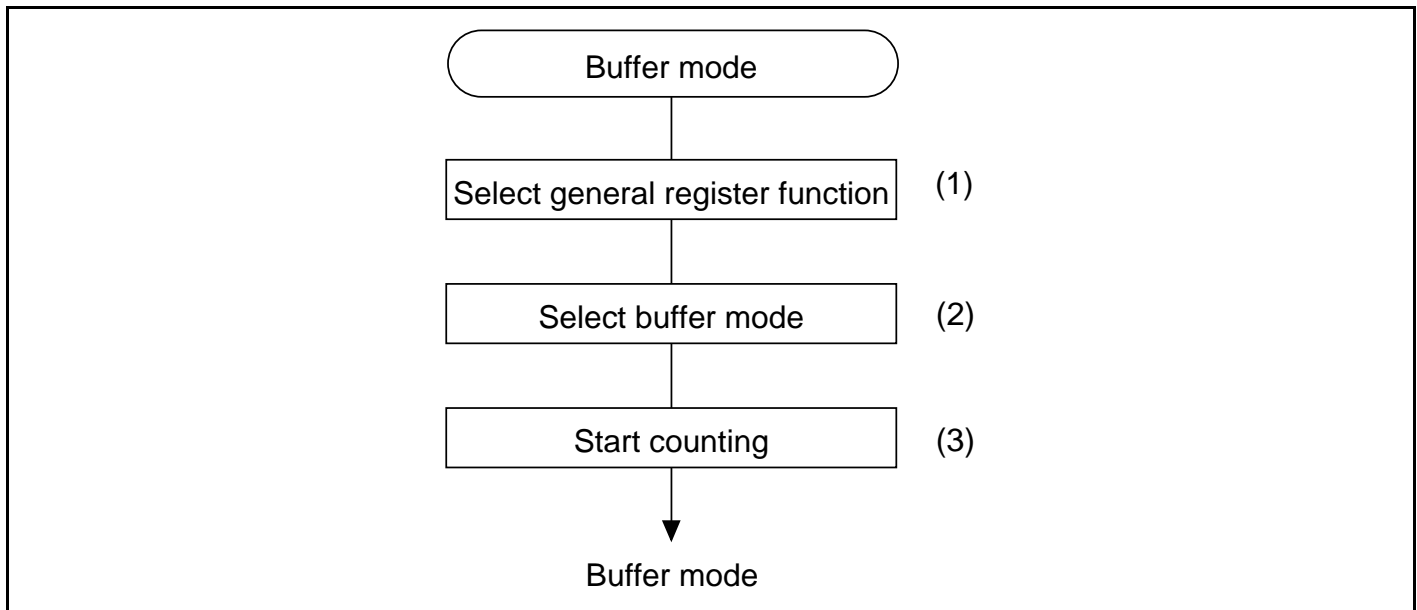 Buffer mode
Select general register function (1)
Select buffer mode (2)
Start counting (3)
Buffer mode